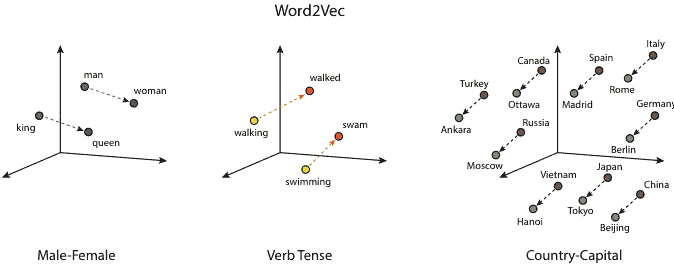 Word2Vec
man
woman
king
queen
Male-Female
walked
swam
walking
swimming
Verb Tense
Italy
Spain
Canada
Rome
Turkey
Ottawa
Madrid
Germany
Ankara
Russia
Berlin
Moscow
Vietnam
Japan
China
Hanoi
Tokyo
Beijing
Country-Capital